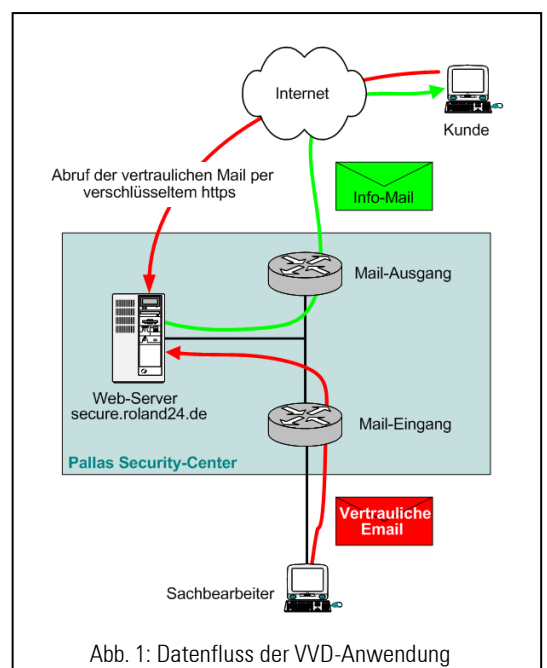 Internet
Kunde
Abruf der vertraulichen Mail per
verschlüsseltem https
Info-Mail
Mail-Ausgang
Web-Server
secure.roland24.de
Mail-Eingang
Pallas Security-Center
Vertrauliche
Email
Sachbearbeiter
Abb. 1: Datenfluss der VVD-Anwendung